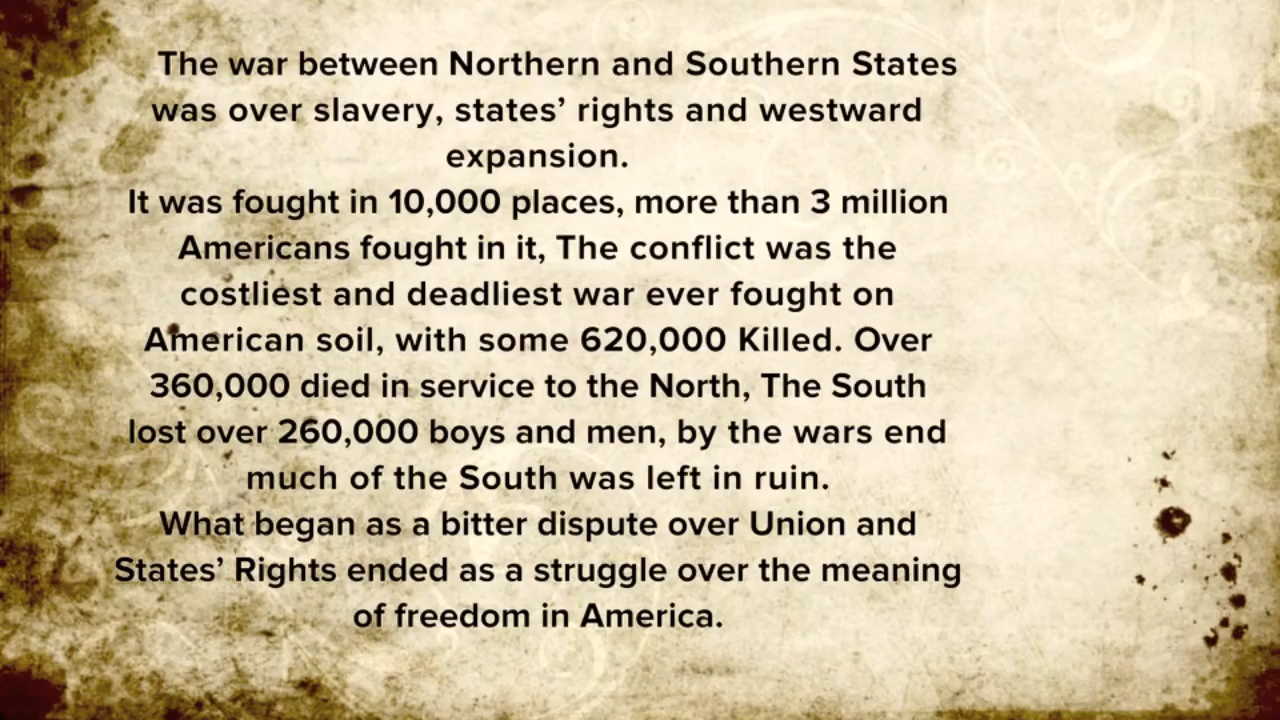 The war between Northern and Southern States
was over slavery, states’ rights and westward
expansion.
It was fought in 10,000 places, more than 3 million
Americans fought in it, The conflict was the
costliest and deadliest war ever fought on
American soil, with some 620,000 Killed. Over
360,000 died in service to the North, The South
lost over 260,000 boys and men, by the wars end
much of the South was left in ruin.
What began as a bitter dispute over Union and
States’ Rights ended as a struggle over the meaning
of freedom in America.